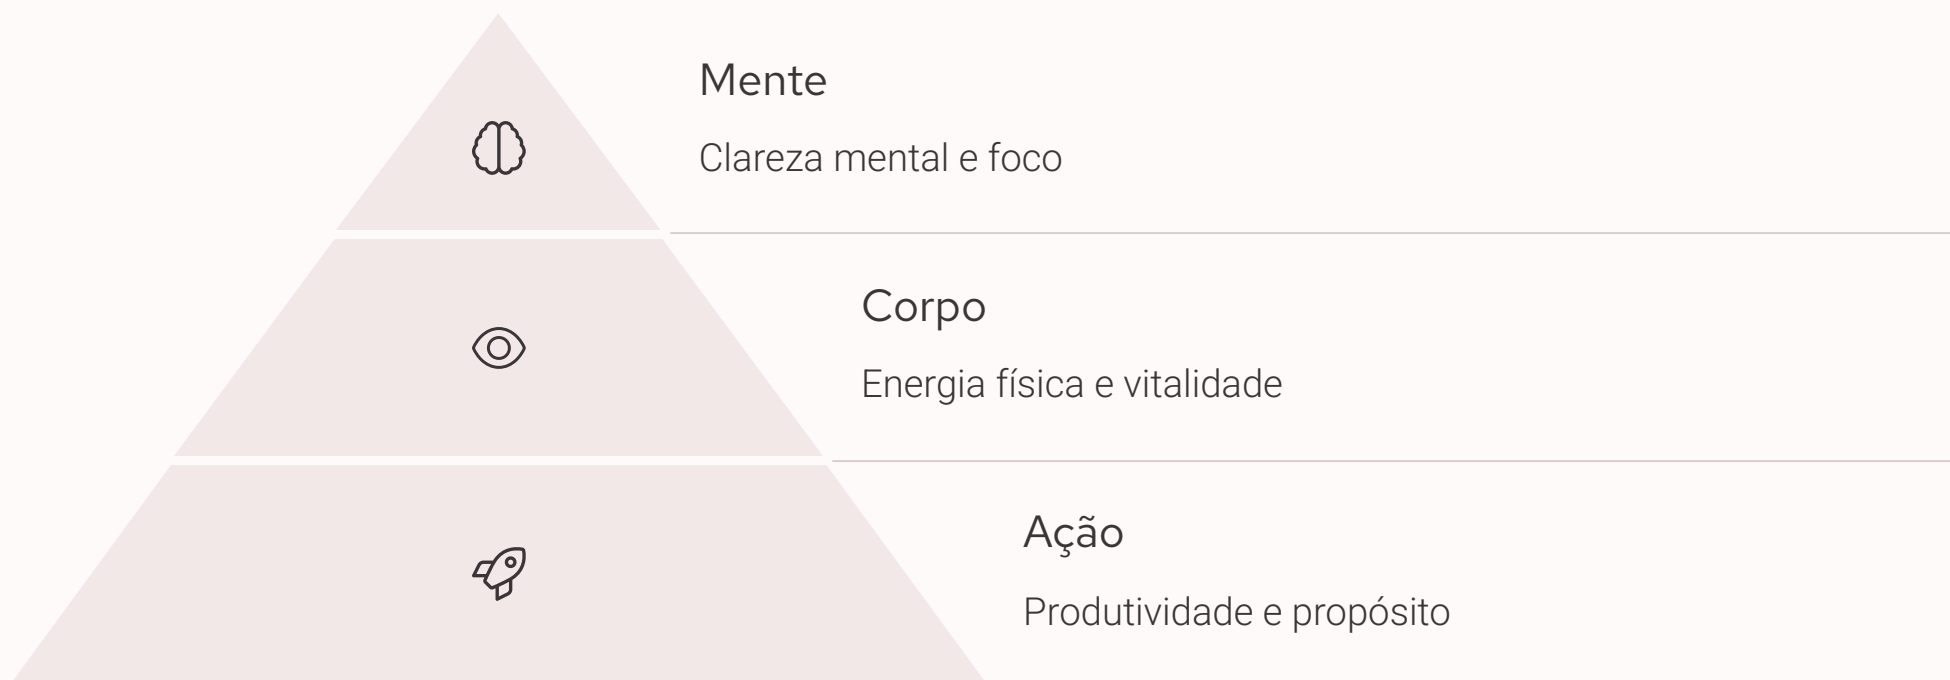 Mente
Clareza mental e foco
Corpo
Energia física e vitalidade
Ação
Produtividade e propósito